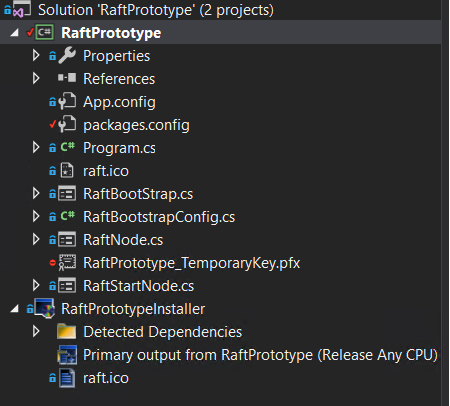 Solution 'RaftPrototype' (2 projects)
C# RaftPrototype
Properties
References
App.config
packages.config
C# Program.cs
raft.ico
RaftBootStrap.cs
C# RaftBootstrapConfig.cs
RaftNode.cs
RaftPrototype_TemporaryKey.pfx
RaftStartNode.cs
RaftPrototypeInstaller
Detected Dependencies
Primary output from RaftPrototype (Release Any CPU)
raft.ico